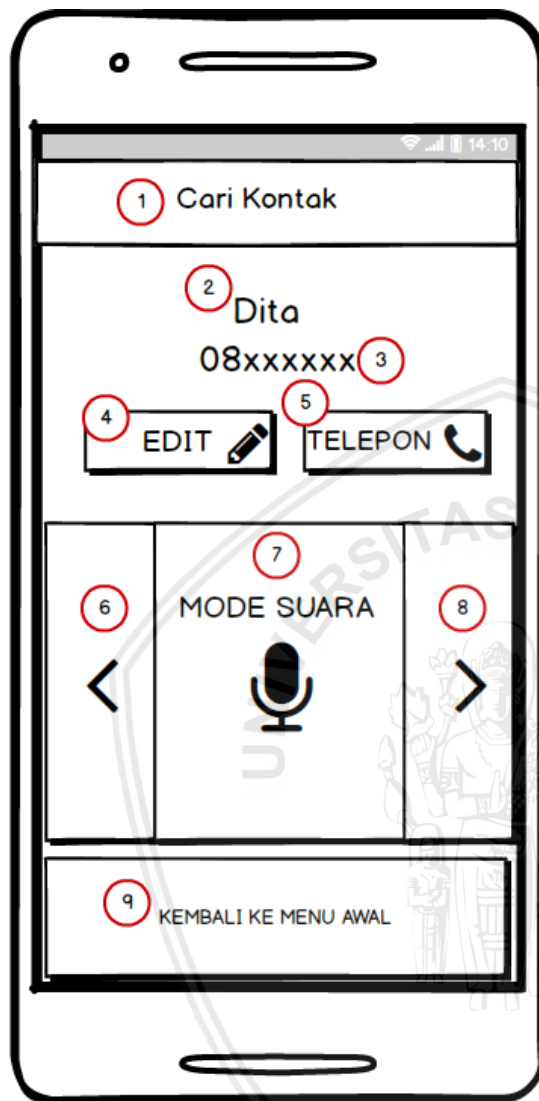 14:10
1 Cari Kontak
2
Dita
08xxxxxx 3
4 5
EDIT TELEPON
7
6 MODE SUARA 8
9 KEMBALI KE MENU AWAL
UNIVERSITAS